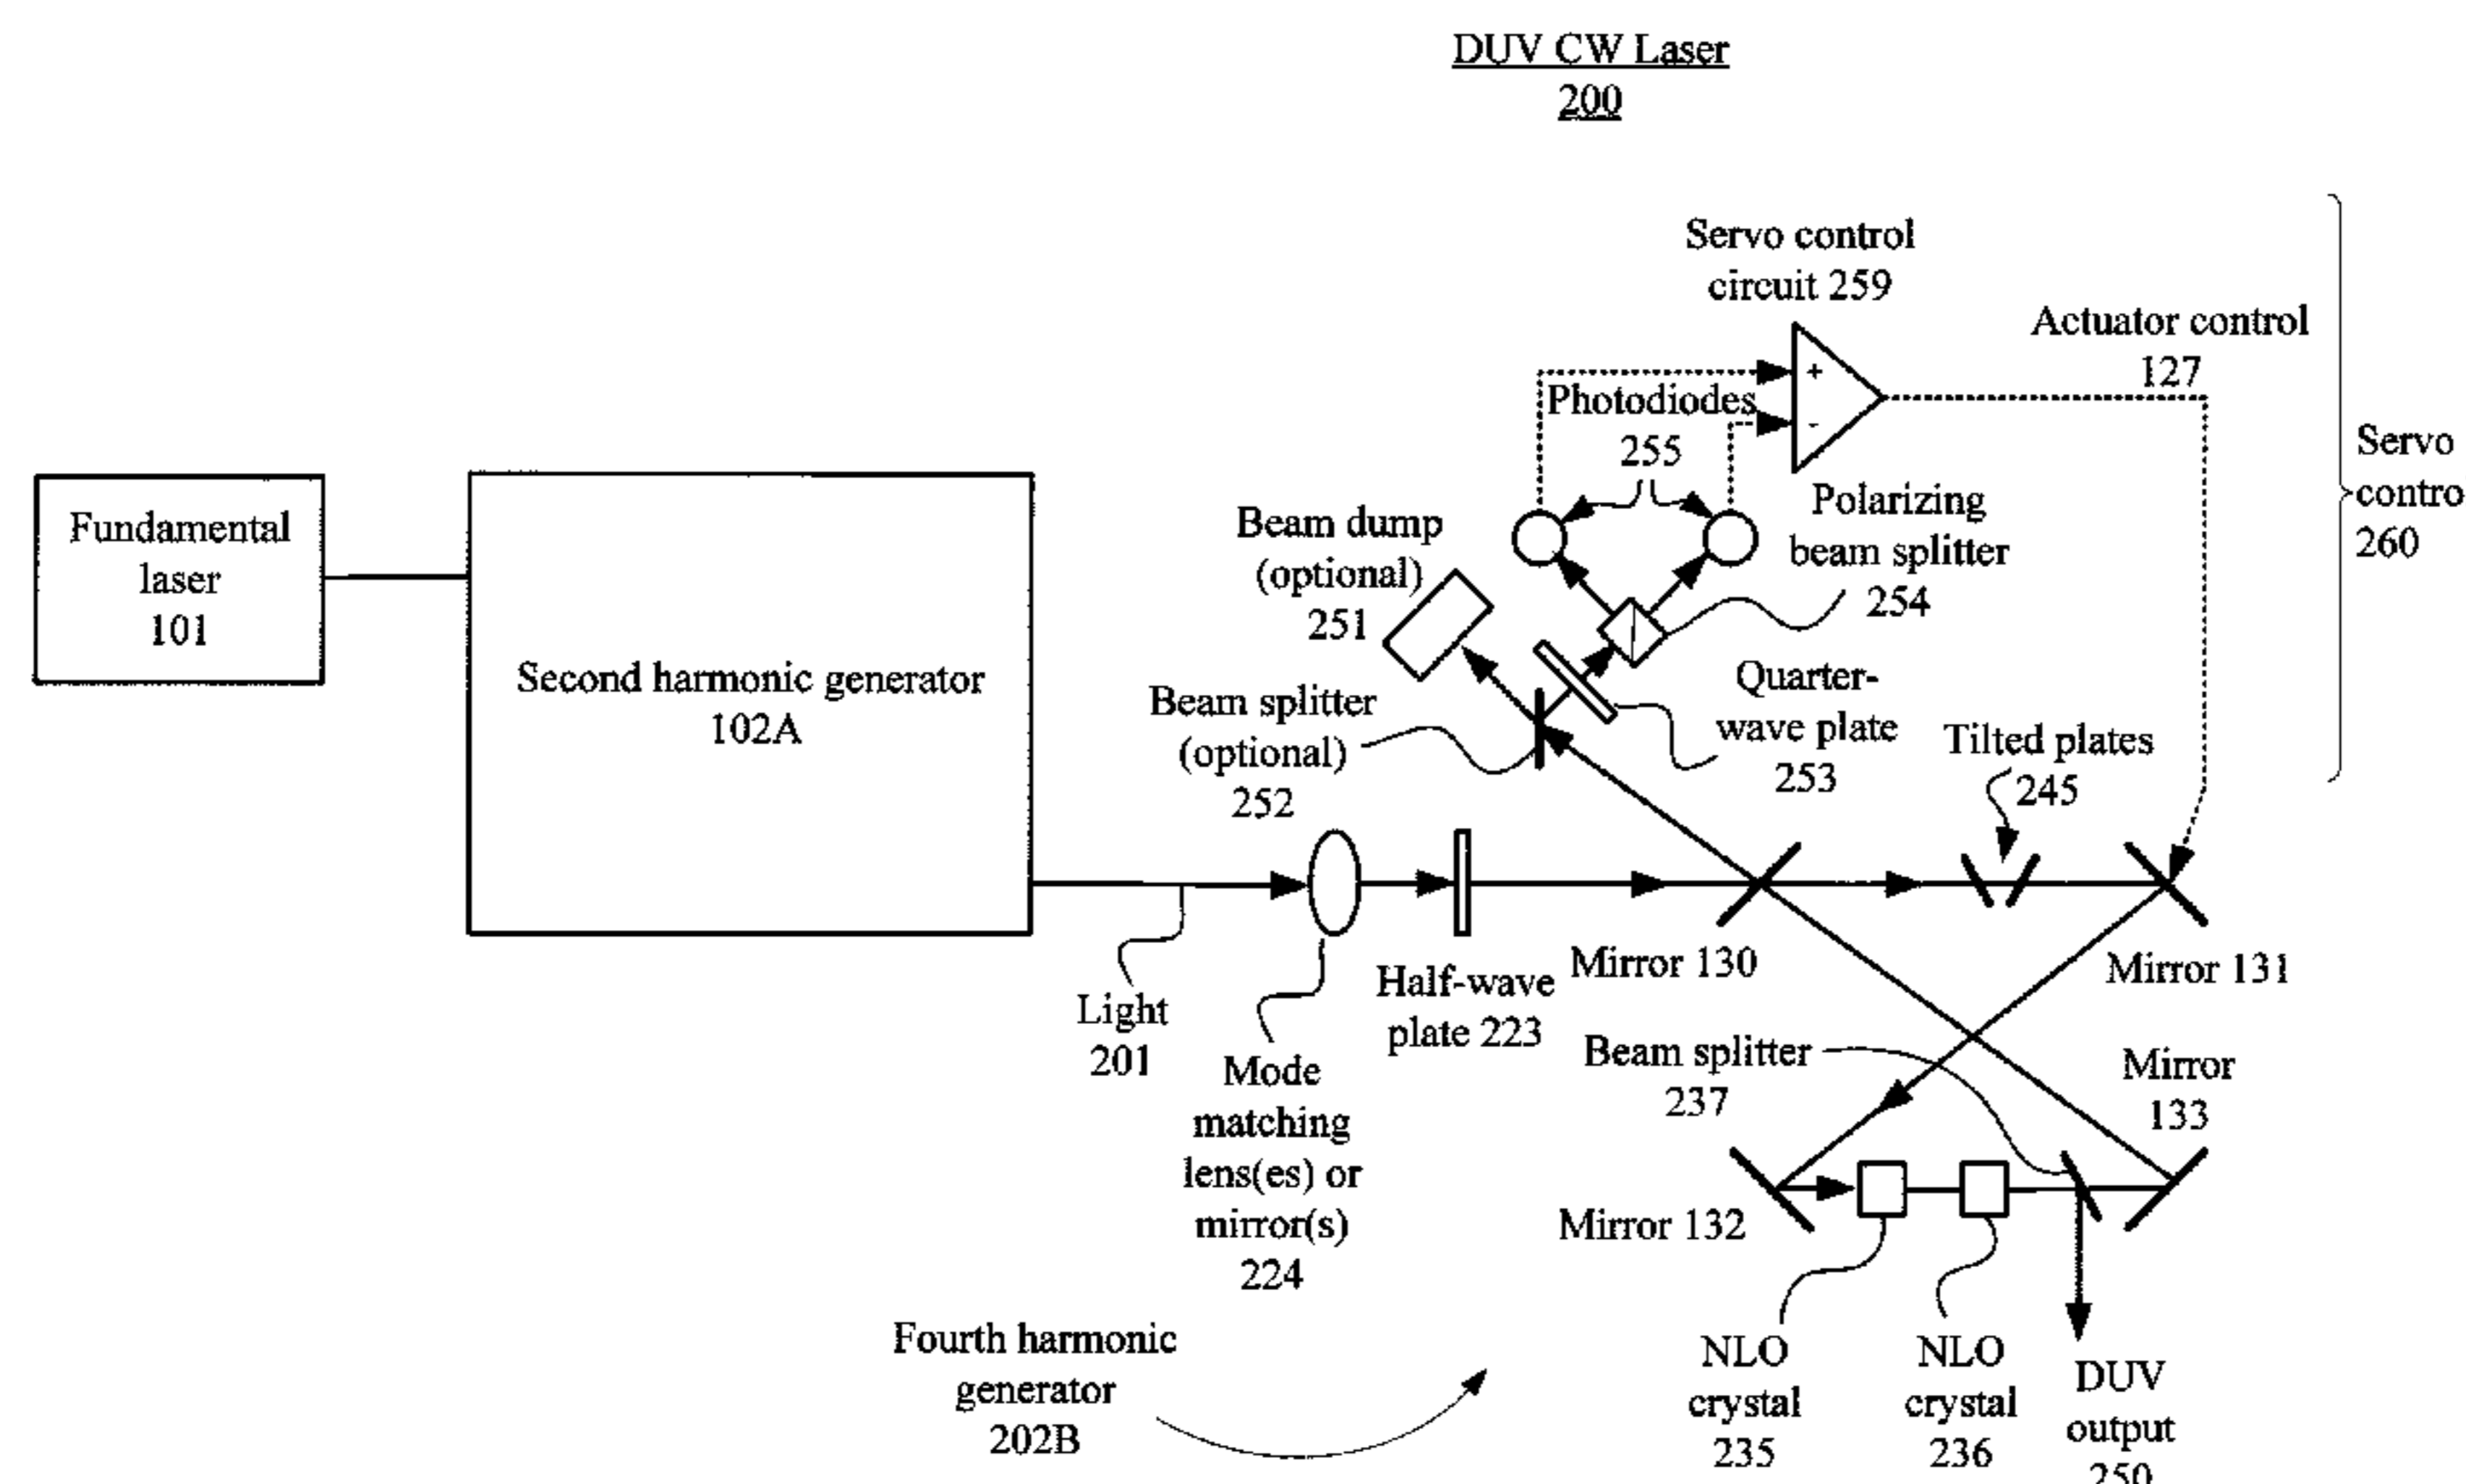 DUV CW Laser
200
Servo control
circuit 259
Actuator control
127
+
-
Photodiodes
255
Servo
contro
260
Fundamental
laser
101
Second harmonic generator
102A
Beam dump
(optional)
251
Polarizing
beam splitter
254
Beam splitter
(optional)
252
Quarter-
wave plate
253
Tilted plates
245
Light
201
Mode
matching
lens(es) or
mirror(s)
224
Half-wave
plate 223
Mirror 130
Mirror 131
Beam splitter
237
Mirror
133
Mirror 132
NLO
crystal
235
NLO
crystal
236
DUV
output
250
Fourth harmonic
generator
202B